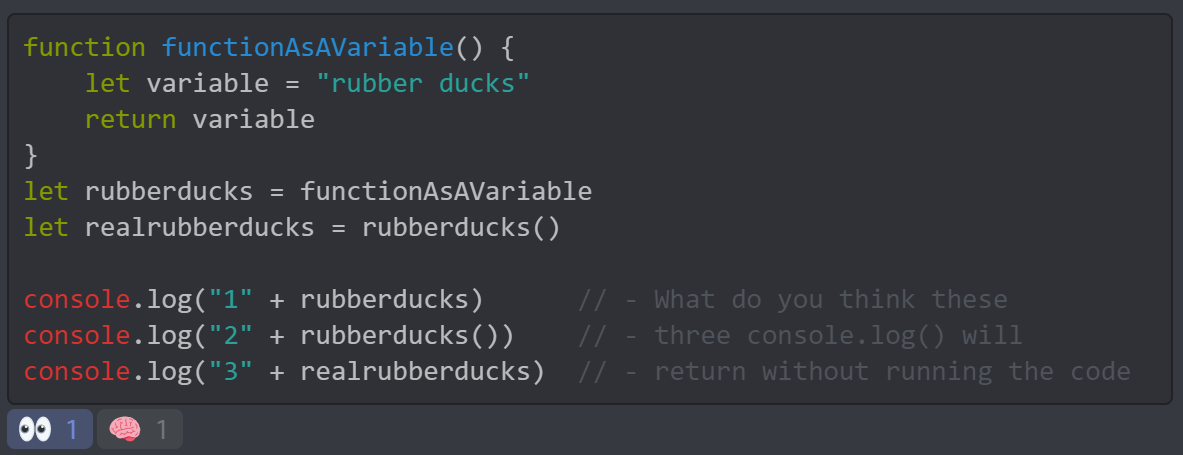 function functionAsAVariable() {
    let variable = "rubber ducks"
    return variable
}
let rubberducks = functionAsAVariable
let realrubberducks = rubberducks()

console.log("1" + rubberducks)      // - What do you think these
console.log("2" + rubberducks())    // - three console.log() will
console.log("3" + realrubberducks)  // - return without running the code
👀 1 🧠 1